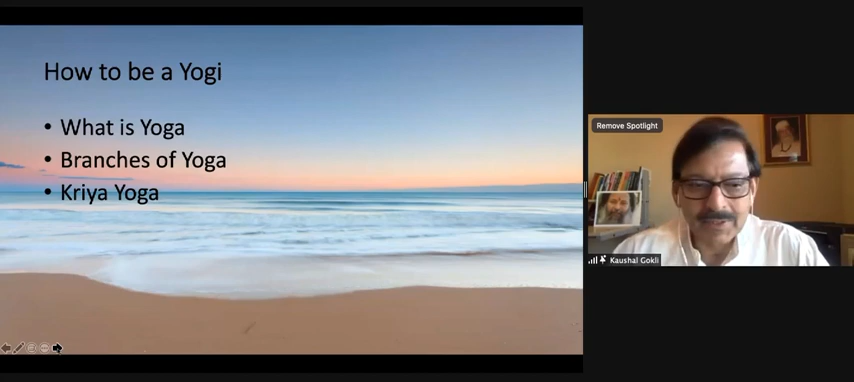 How to be a Yogi
• What is Yoga
• Branches of Yoga
• Kriya Yoga
Remove Spotlight
Kaushal Gokli